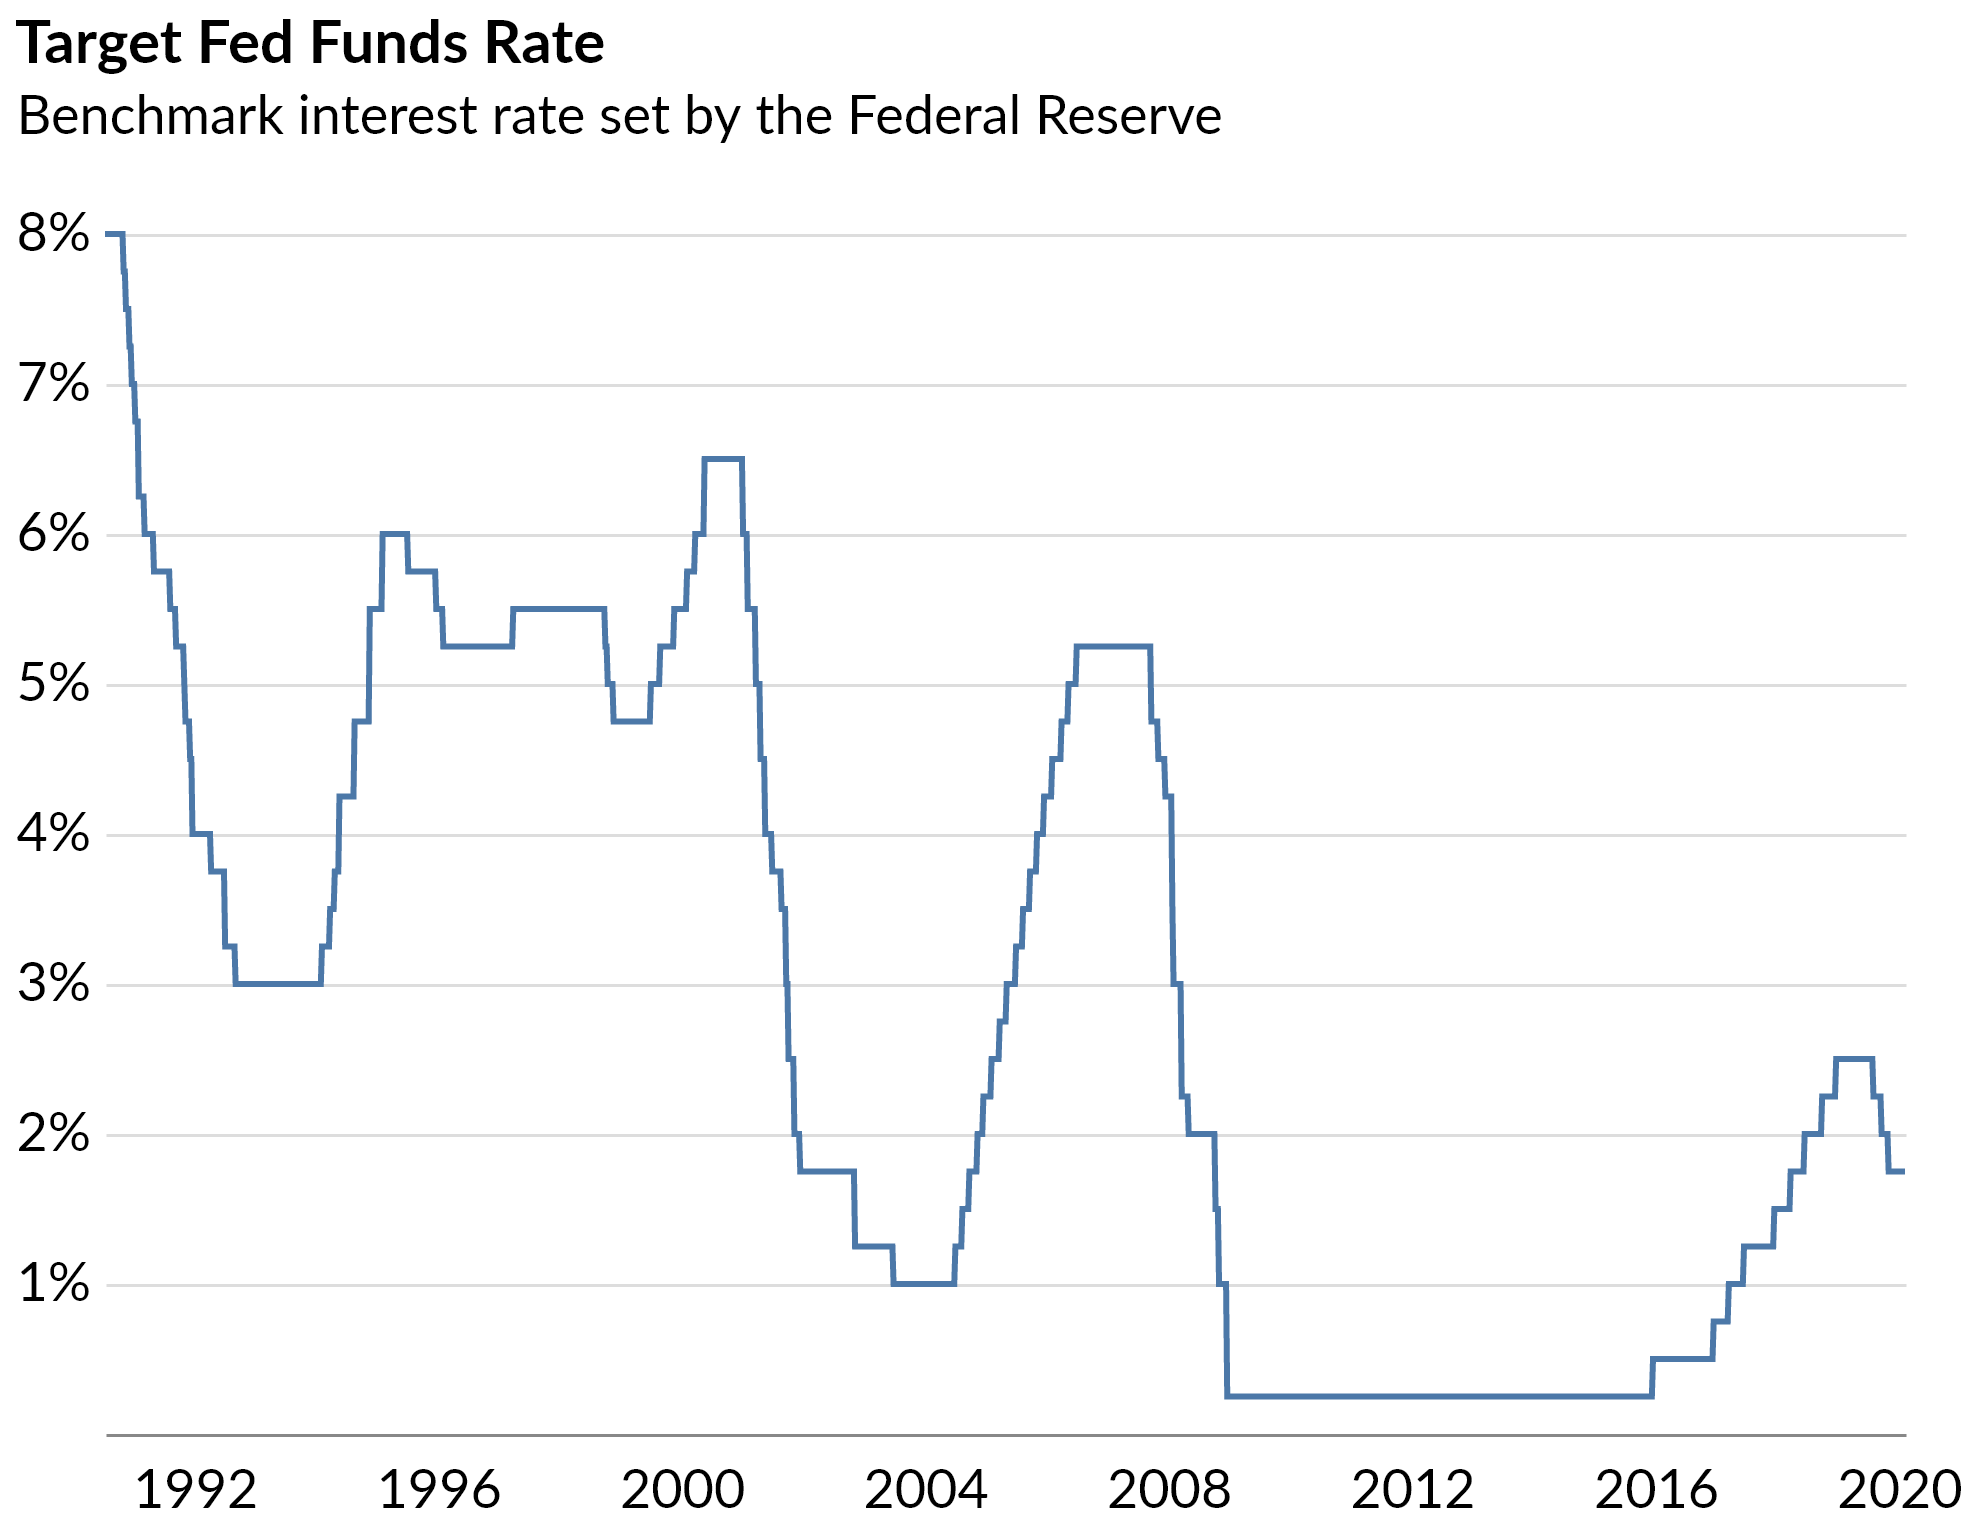 Target Fed Funds Rate
Benchmark interest rate set by the Federal Reserve
8%
7%
6%
5%
4%
3%
2%
1%
1992 1996 2000 2004 2008 2012 2016 2020